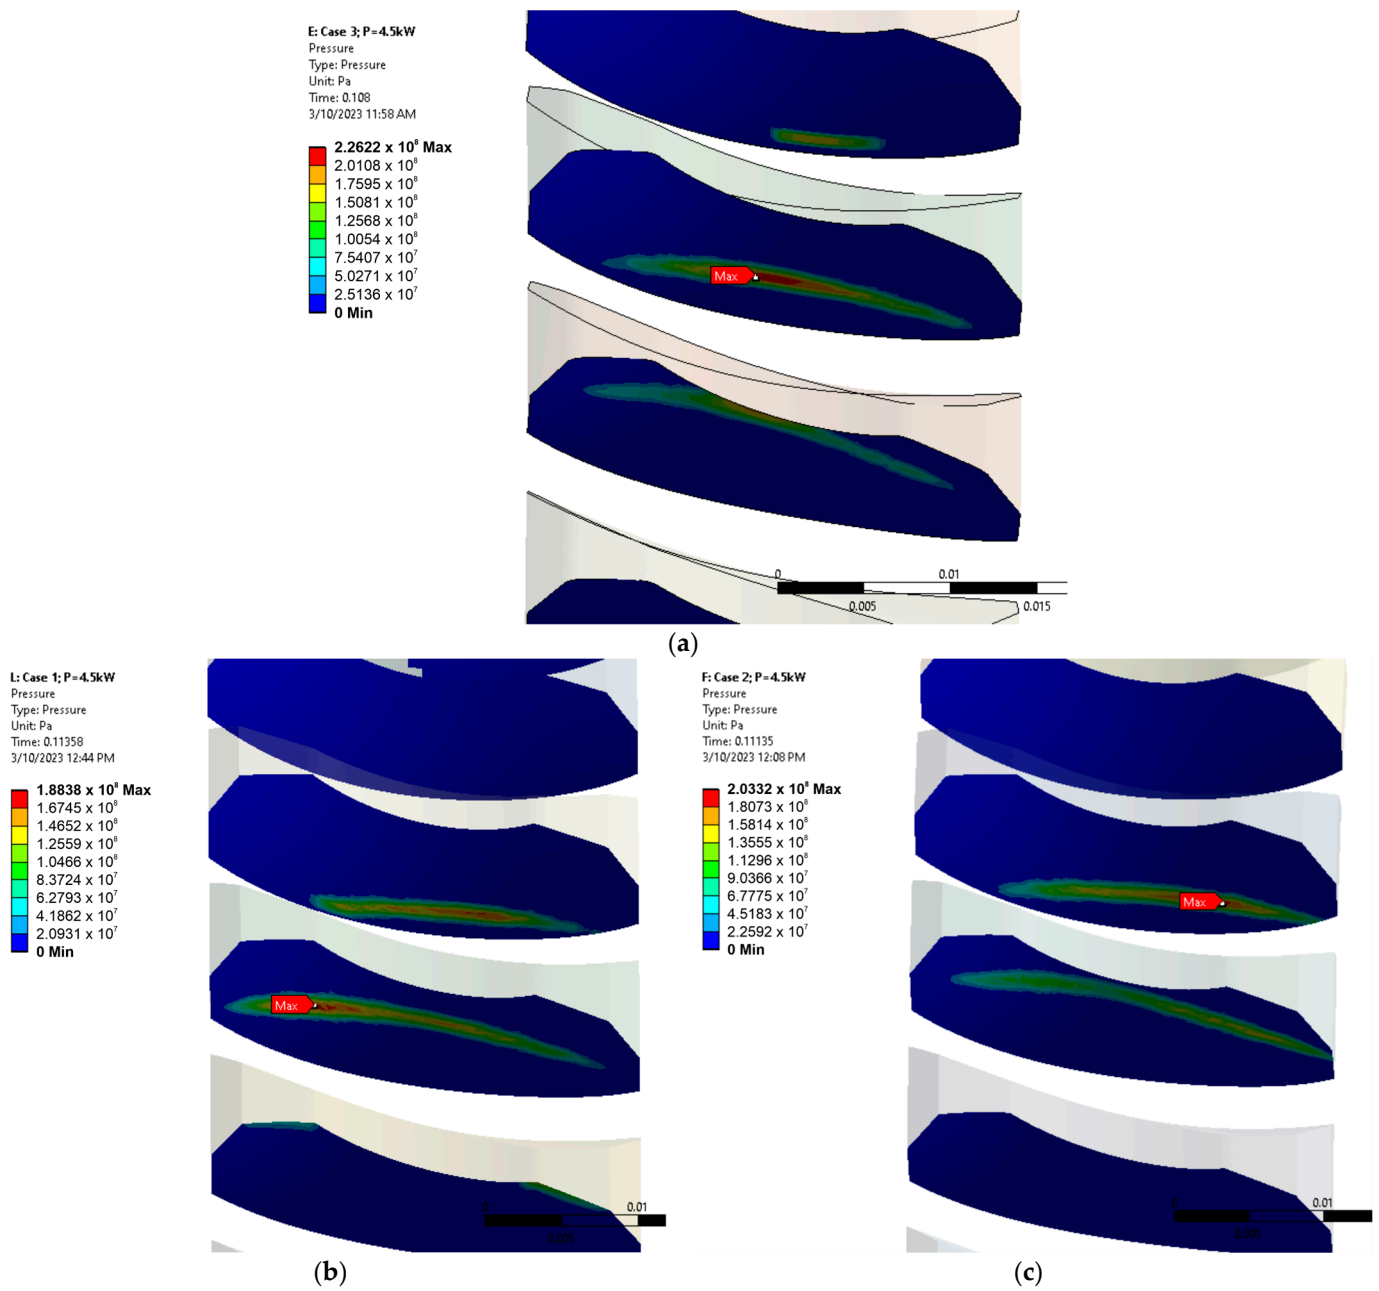 E: Case 3; P=4.5kW
Pressure
Type: Pressure
Unit: Pa
Time: 0.108
3/10/2023 11:58 AM
2.2622 x 10⁸ Max
2.0108 x 10⁸
1.7595 x 10⁸
1.5081 x 10⁸
1.2568 x 10⁸
1.0054 x 10⁸
7.5407 x 10⁷
5.0271 x 10⁷
2.5136 x 10⁷
0 Min
Max
0 0.01
0.005 0.015
(a)
L: Case 1; P=4.5kW
Pressure
Type: Pressure
Unit: Pa
Time: 0.11358
3/10/2023 12:44 PM
1.8838 x 10⁸ Max
1.6745 x 10⁸
1.4652 x 10⁸
1.2559 x 10⁸
1.0466 x 10⁸
8.3724 x 10⁷
6.2793 x 10⁷
4.1862 x 10⁷
2.0931 x 10⁷
0 Min
Max
0 0.01
0.005
(b)
F: Case 2; P=4.5kW
Pressure
Type: Pressure
Unit: Pa
Time: 0.11135
3/10/2023 12:08 PM
2.0332 x 10⁸ Max
1.8073 x 10⁸
1.5814 x 10⁸
1.3555 x 10⁸
1.1296 x 10⁸
9.0366 x 10⁷
6.7775 x 10⁷
4.5183 x 10⁷
2.2592 x 10⁷
0 Min
Max
0 0.01
0.005
(c)